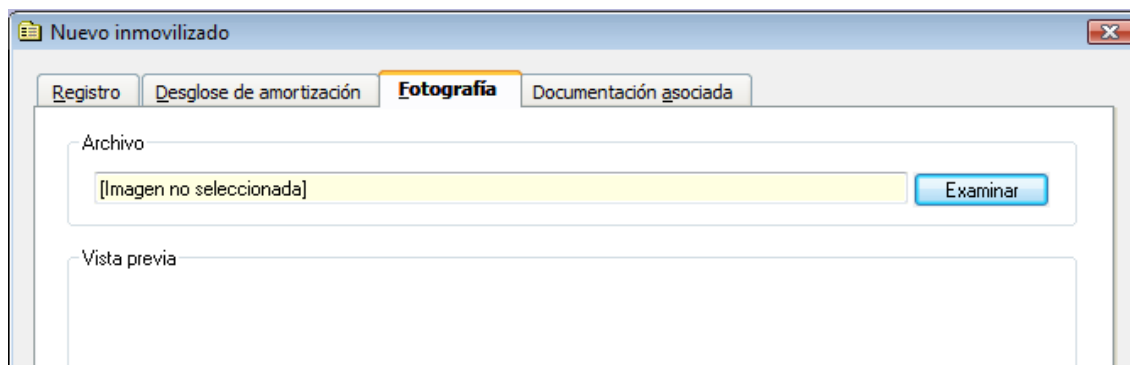 Nuevo inmovilizado
Registro Desglose de amortización Fotografía Documentación asociada
Archivo
[Imagen no seleccionada] Examinar
Vista previa